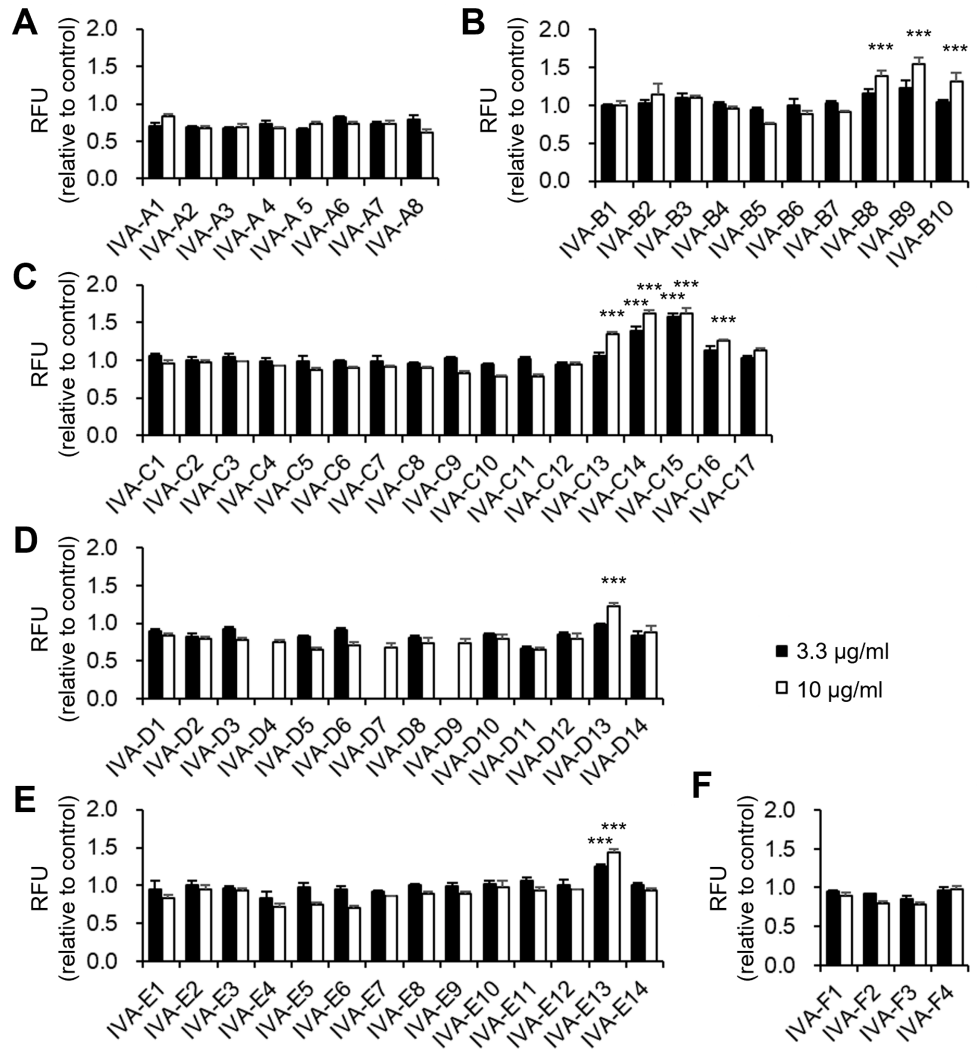 A
RFU
(relative to control)
2.0
1.5
1.0
0.5
0.0
IVA-A1
IVA-A2
IVA-A3
IVA-A 4
IVA-A 5
IVA-A6
IVA-A7
IVA-A8
B
RFU
(relative to control)
2.0
1.5
1.0
0.5
0.0
*** *** ***
IVA-B1
IVA-B2
IVA-B3
IVA-B4
IVA-B5
IVA-B6
IVA-B7
IVA-B8
IVA-B9
IVA-B10
C
RFU
(relative to control)
2.0
1.5
1.0
0.5
0.0
*** *** *** *** *** ***
IVA-C1
IVA-C2
IVA-C3
IVA-C4
IVA-C5
IVA-C6
IVA-C7
IVA-C8
IVA-C9
IVA-C10
IVA-C11
IVA-C12
IVA-C13
IVA-C14
IVA-C15
IVA-C16
IVA-C17
D
RFU
(relative to control)
2.0
1.5
1.0
0.5
0.0
***
IVA-D1
IVA-D2
IVA-D3
IVA-D4
IVA-D5
IVA-D6
IVA-D7
IVA-D8
IVA-D9
IVA-D10
IVA-D11
IVA-D12
IVA-D13
IVA-D14
3.3 µg/ml
10 µg/ml
E
RFU
(relative to control)
2.0
1.5
1.0
0.5
0.0
*** ***
IVA-E1
IVA-E2
IVA-E3
IVA-E4
IVA-E5
IVA-E6
IVA-E7
IVA-E8
IVA-E9
IVA-E10
IVA-E11
IVA-E12
IVA-E13
IVA-E14
F
RFU
(relative to control)
2.0
1.5
1.0
0.5
0.0
IVA-F1
IVA-F2
IVA-F3
IVA-F4